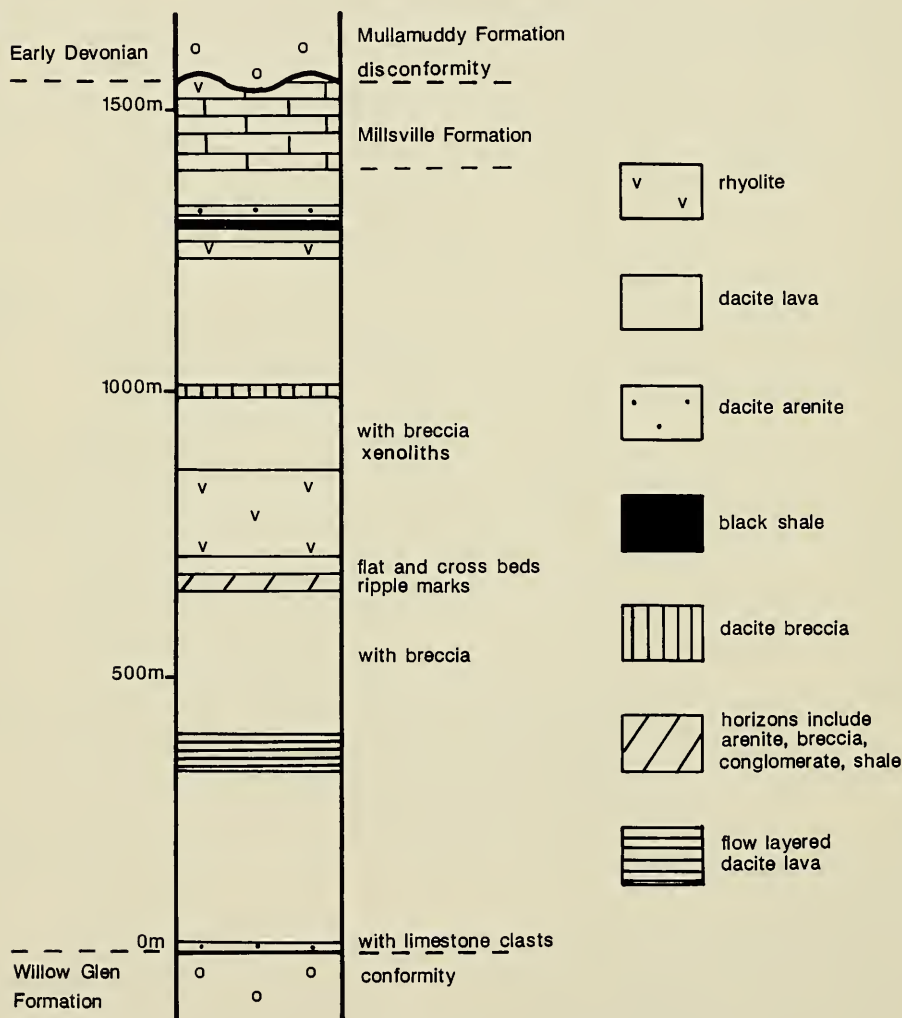 Early Devonian
1500m
1000m
500m
0m
Willow Glen
Formation
Mullamuddy Formation
disconformity
Millsville Formation
with breccia
xenoliths
flat and cross beds
ripple marks
with breccia
with limestone clasts
conformity
rhyolite
dacite lava
dacite arenite
black shale
dacite breccia
horizons include
arenite, breccia,
conglomerate, shale
flow layered
dacite lava